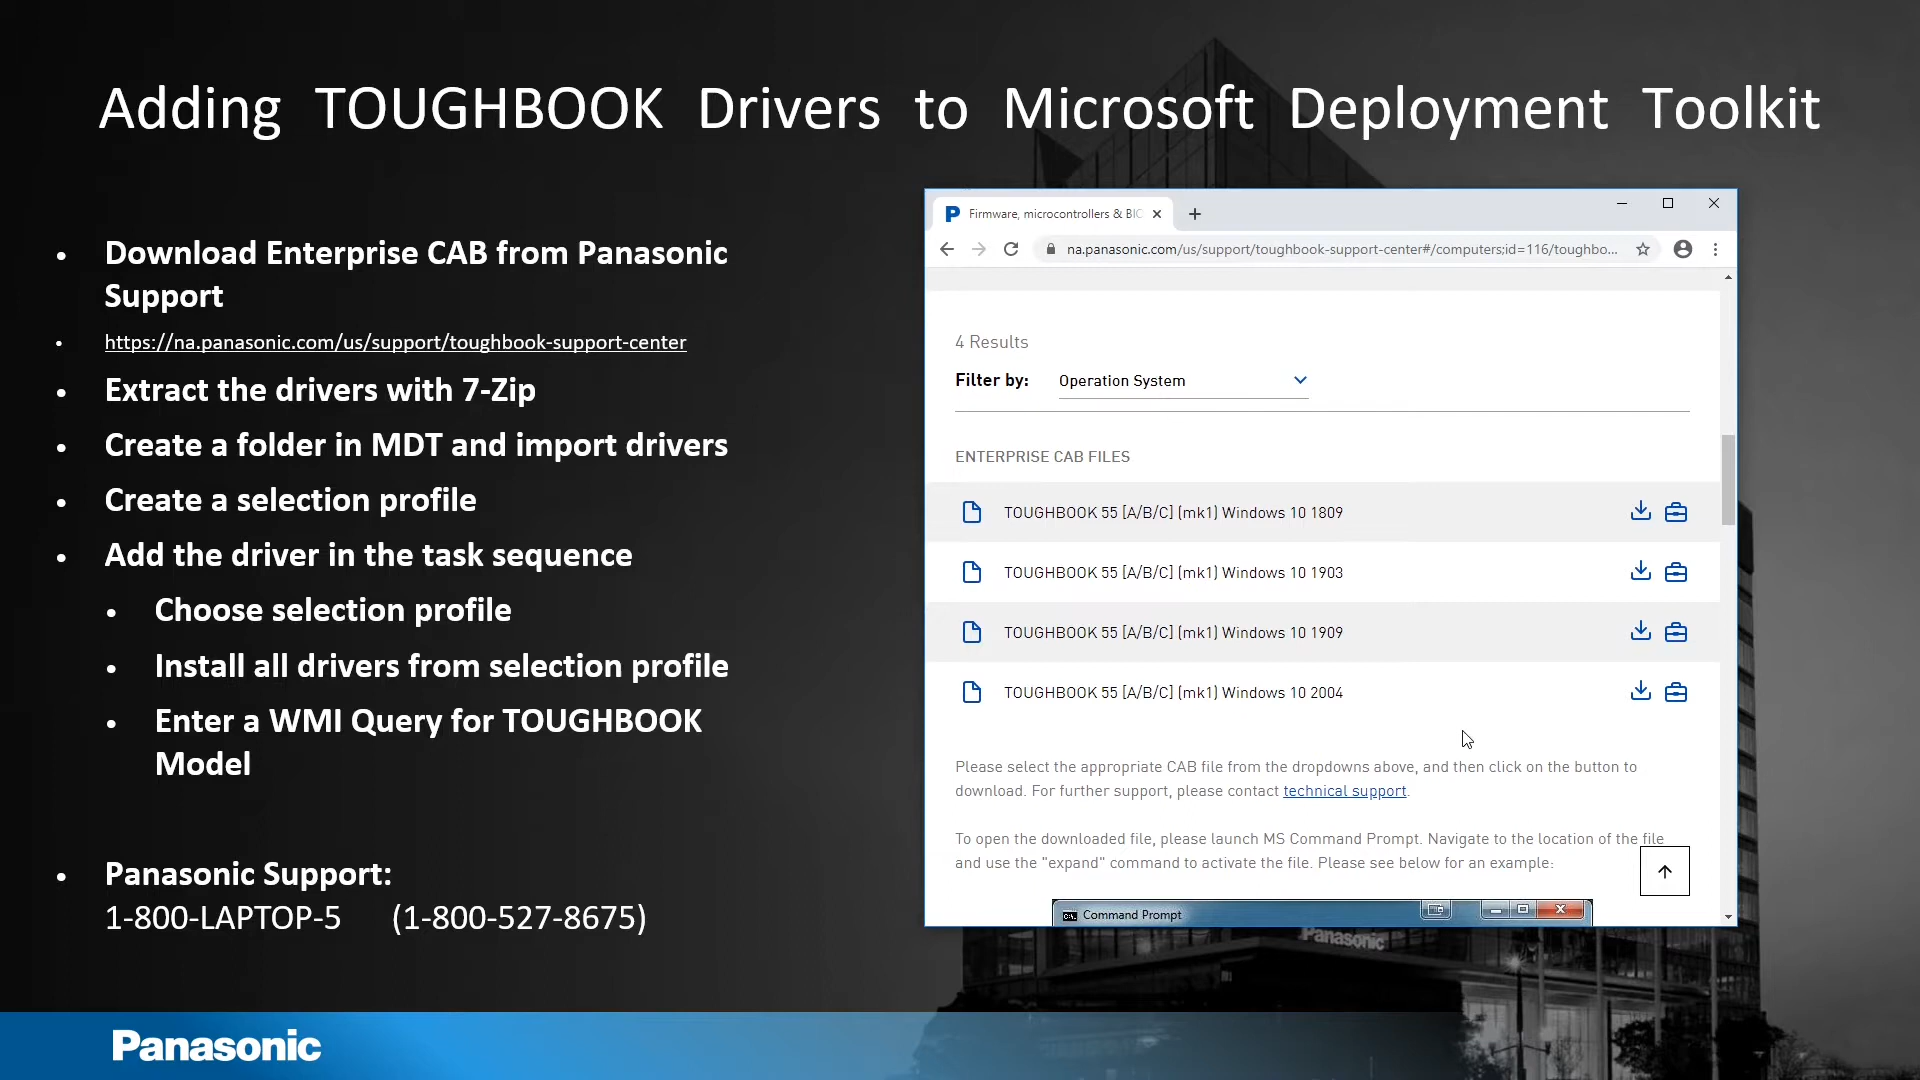 Adding TOUGHBOOK Drivers to Microsoft Deployment Toolkit
• Download Enterprise CAB from Panasonic
Support
• https://na.panasonic.com/us/support/toughbook-support-center
• Extract the drivers with 7-Zip
• Create a folder in MDT and import drivers
• Create a selection profile
• Add the driver in the task sequence
• Choose selection profile
• Install all drivers from selection profile
• Enter a WMI Query for TOUGHBOOK
Model
• Panasonic Support:
1-800-LAPTOP-5 (1-800-527-8675)
Firmware, microcontrollers & BIC
na.panasonic.com/us/support/toughbook-support-center#/computers;id=116/toughbo...
4 Results
Filter by: Operation System
ENTERPRISE CAB FILES
TOUGHBOOK 55 [A/B/C] (mk1) Windows 10 1809
TOUGHBOOK 55 [A/B/C] (mk1) Windows 10 1903
TOUGHBOOK 55 [A/B/C] (mk1) Windows 10 1909
TOUGHBOOK 55 [A/B/C] (mk1) Windows 10 2004
Please select the appropriate CAB file from the dropdowns above, and then click on the button to
download. For further support, please contact technical support.
To open the downloaded file, please launch MS Command Prompt. Navigate to the location of the file
and use the "expand" command to activate the file. Please see below for an example:
Command Prompt
Panasonic
Panasonic